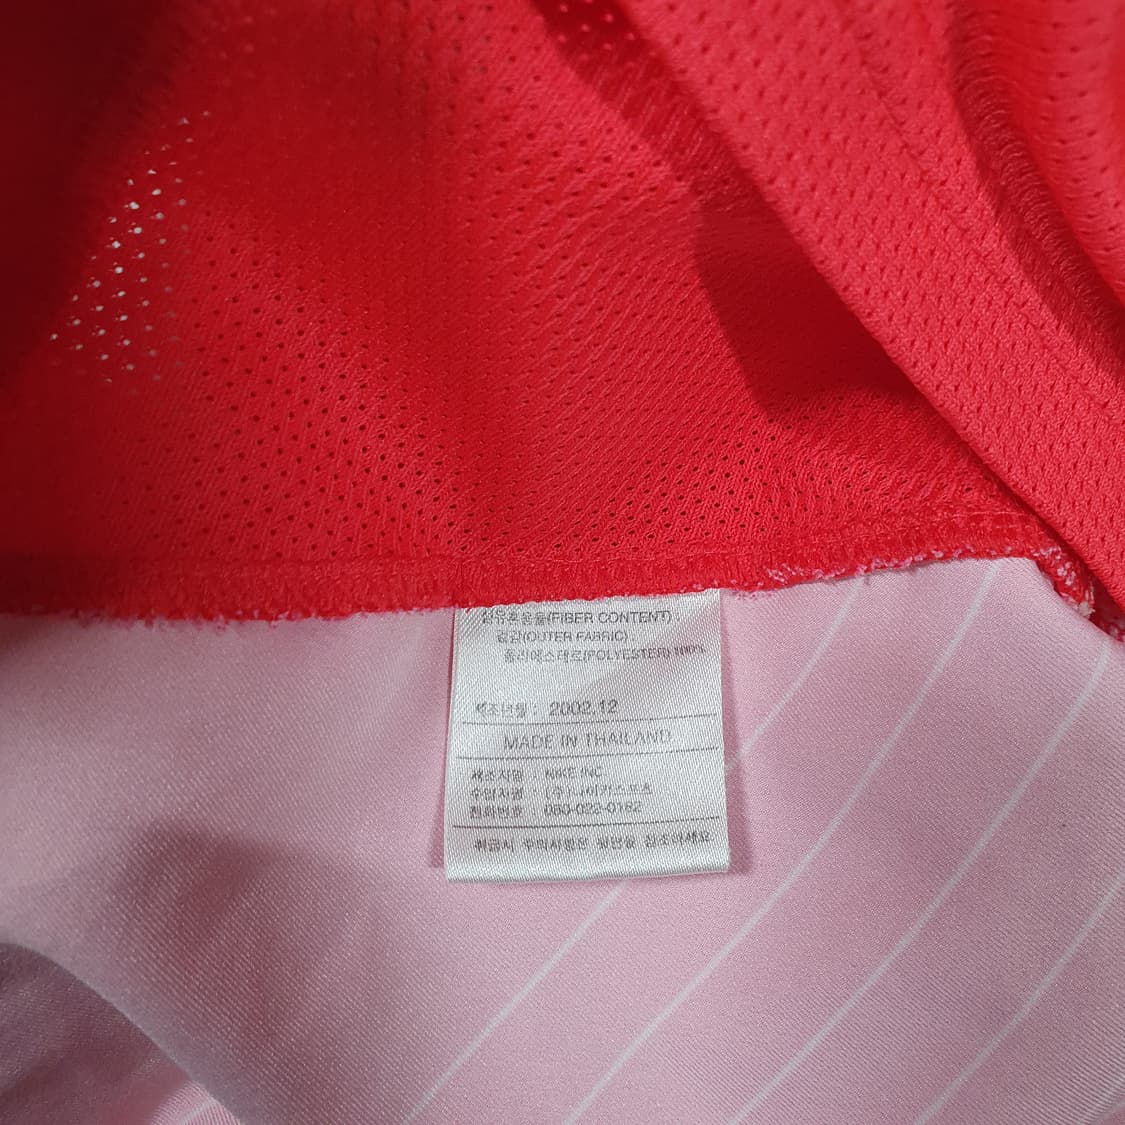 섬유혼용률(FIBER CONTENT) :
겉감(OUTER FABRIC) :
폴리에스테르(POLYESTER) 100%
제조년월 : 2002.12
MADE IN THAILAND
제조자명 : NIKE INC.
수입자명 : (주)나이키스포츠
전화번호 : 080-022-0182
취급시 주의사항은 뒷면을 참조하세요